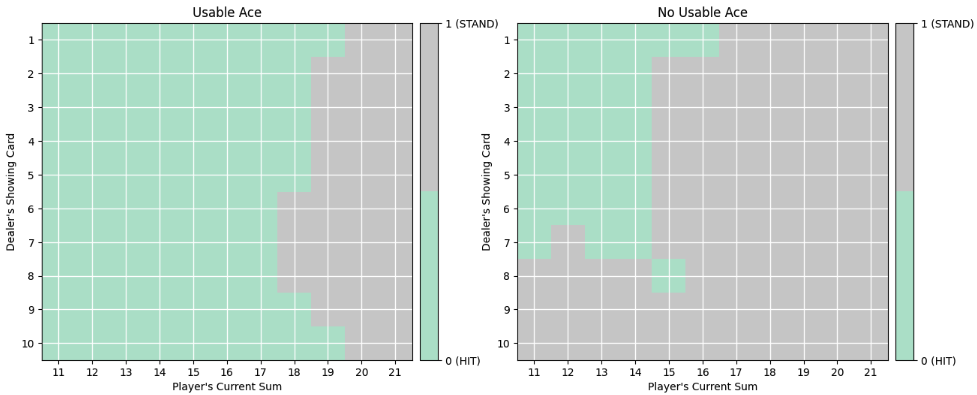 Usable Ace
1
2
3
4
5
6
7
8
9
10
Dealer's Showing Card
11 12 13 14 15 16 17 18 19 20 21
Player's Current Sum
1 (STAND)
0 (HIT)
No Usable Ace
1
2
3
4
5
6
7
8
9
10
Dealer's Showing Card
11 12 13 14 15 16 17 18 19 20 21
Player's Current Sum
1 (STAND)
0 (HIT)